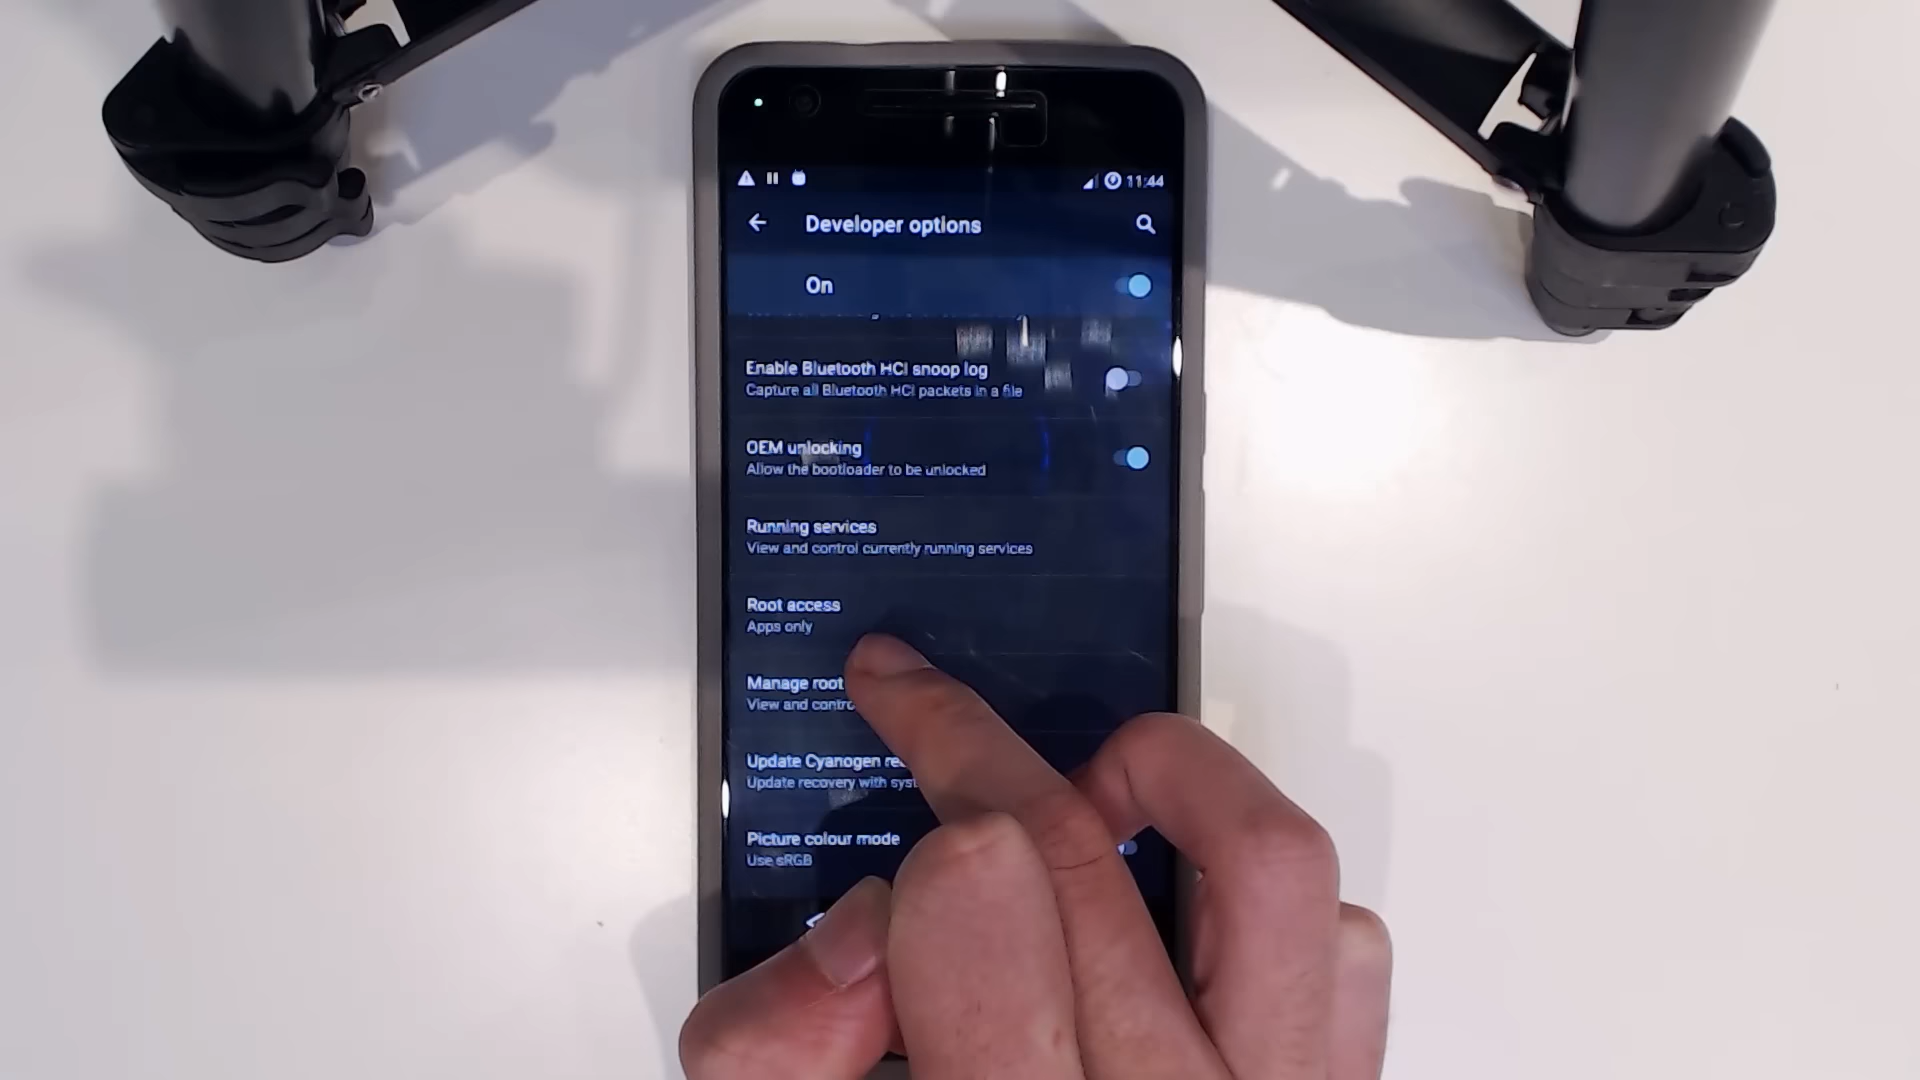 11:44
Developer options
On
Enable Bluetooth HCI snoop log
Capture all Bluetooth HCI packets in a file
OEM unlocking
Allow the bootloader to be unlocked
Running services
View and control currently running services
Root access
Apps only
Manage root
View and contro
Update Cyanogen rec
Update recovery with syst
Picture colour mode
Use sRGB